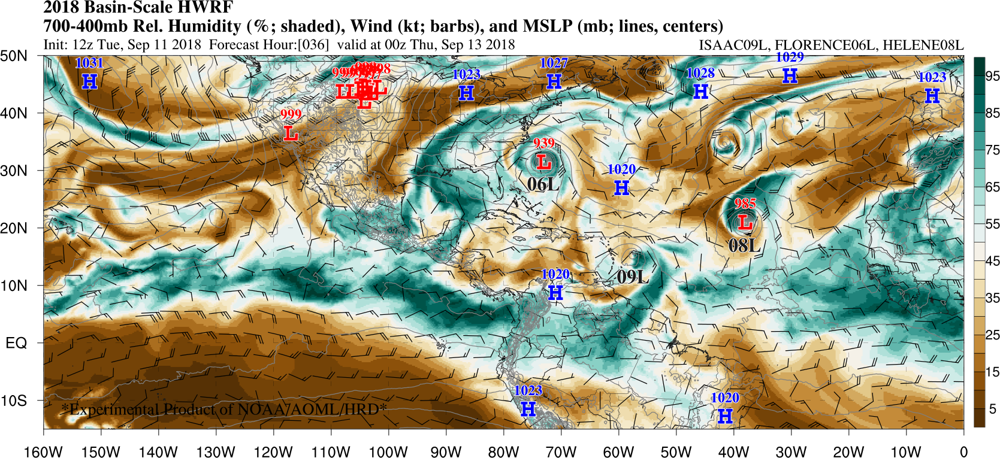 2018 Basin-Scale HWRF
700-400mb Rel. Humidity (%; shaded), Wind (kt; barbs), and MSLP (mb; lines, centers)
Init: 12z Tue, Sep 11 2018 Forecast Hour:[036] valid at 00z Thu, Sep 13 2018
ISAAC09L, FLORENCE06L, HELENE08L
50N
40N
30N
20N
10N
EQ
10S
1031
H
999
L
1023
H
1027
H
1028
H
1029
H
1023
H
939
L
06L
1020
H
985
L
08L
09L
1020
H
1023
H
1020
H
*Experimental Product of NOAA/AOML/HRD*
95
85
75
65
55
45
35
25
15
5
160W 150W 140W 130W 120W 110W 100W 90W 80W 70W 60W 50W 40W 30W 20W 10W 0